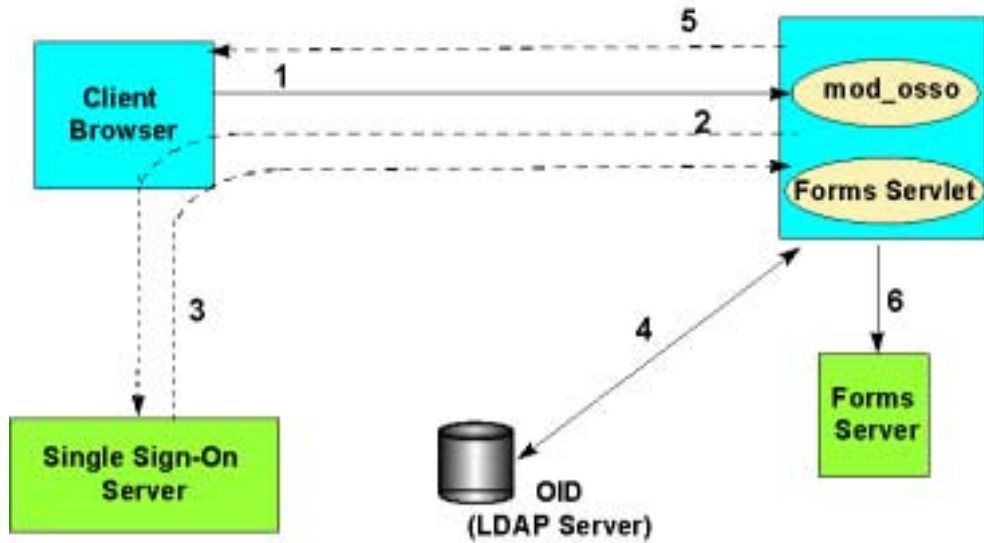 5
1
Client
Browser
mod_osso
2
Forms Servlet
3
4
6
Forms
Server
Single Sign-On
Server
OID
(LDAP Server)